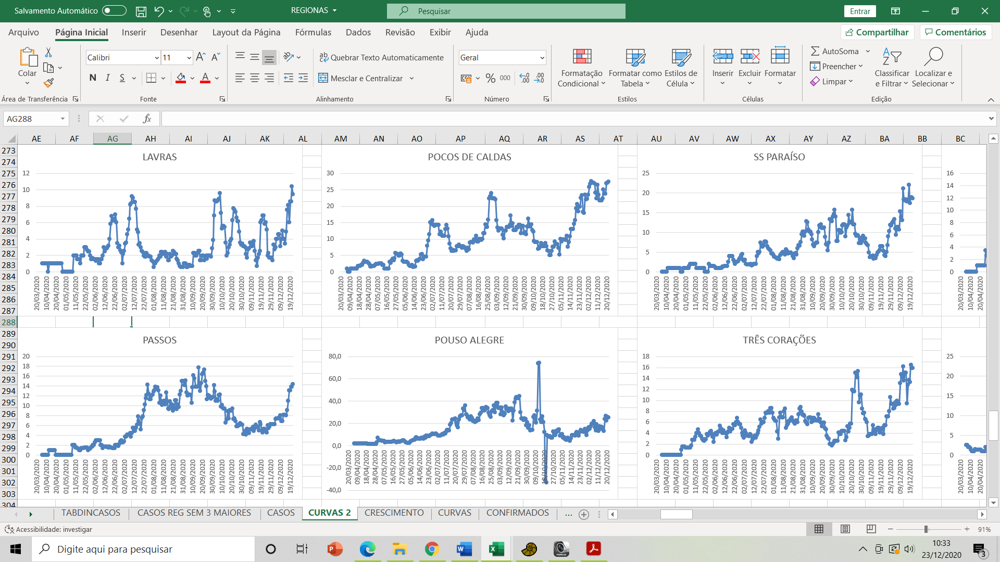 Salvamento Automático
REGIONAS
Pesquisar
Entrar
Arquivo Página Inicial Inserir Desenhar Layout da Página Fórmulas Dados Revisão Exibir Ajuda Compartilhar Comentários
Colar
Área de Transferência
Calibri 11
N I S
Fonte
Quebrar Texto Automaticamente
Mesclar e Centralizar
Alinhamento
Geral
% 000
Número
Formatação Condicional
Formatar como Tabela
Estilos de Célula
Estilos
Inserir Excluir Formatar
Células
AutoSoma
Preencher
Limpar
Classificar e Filtrar
Localizar e Selecionar
Edição
AG288 fx
AE AF AG AH AI AJ AK AL AM AN AO AP AQ AR AS AT AU AV AW AX AY AZ BA BB BC
273
274
275
276
277
278
279
280
281
282
283
284
285
286
287
288
289
290
291
292
293
294
295
296
297
298
299
300
301
302
303
304
LAVRAS
12
10
8
6
4
2
0
20/03/2020 10/04/2020 20/04/2020 01/05/2020 11/05/2020 22/05/2020 02/06/2020 12/06/2020 22/06/2020 02/07/2020 12/07/2020 22/07/2020 01/08/2020 11/08/2020 21/08/2020 31/08/2020 10/09/2020 20/09/2020 30/09/2020 10/10/2020 20/10/2020 30/10/2020 09/11/2020 19/11/2020 29/11/2020 09/12/2020 19/12/2020
POCOS DE CALDAS
30
25
20
15
10
5
0
20/03/2020 09/04/2020 18/04/2020 28/04/2020 07/05/2020 16/05/2020 27/05/2020 05/06/2020 14/06/2020 23/06/2020 02/07/2020 11/07/2020 20/07/2020 29/07/2020 07/08/2020 16/08/2020 25/08/2020 03/09/2020 12/09/2020 21/09/2020 30/09/2020 09/10/2020 18/10/2020 27/10/2020 05/11/2020 14/11/2020 23/11/2020 02/12/2020 11/12/2020 20/12/2020
SS PARAÍSO
25
20
15
10
5
0
20/03/2020 10/04/2020 20/04/2020 01/05/2020 11/05/2020 22/05/2020 02/06/2020 12/06/2020 22/06/2020 02/07/2020 12/07/2020 22/07/2020 01/08/2020 11/08/2020 21/08/2020 31/08/2020 10/09/2020 20/09/2020 30/09/2020 10/10/2020 20/10/2020 30/10/2020 09/11/2020 19/11/2020 29/11/2020 09/12/2020 19/12/2020
16
14
12
10
8
6
4
2
0
20/03/2020 10/04/2020 20/04/2020
PASSOS
20
18
16
14
12
10
8
6
4
2
0
20/03/2020 10/04/2020 20/04/2020 01/05/2020 11/05/2020 22/05/2020 02/06/2020 12/06/2020 22/06/2020 02/07/2020 12/07/2020 22/07/2020 01/08/2020 11/08/2020 21/08/2020 31/08/2020 10/09/2020 20/09/2020 30/09/2020 10/10/2020 20/10/2020 30/10/2020 09/11/2020 19/11/2020 29/11/2020 09/12/2020 19/12/2020
POUSO ALEGRE
80,0
60,0
40,0
20,0
0,0
-20,0
-40,0
20/03/2020 09/04/2020 18/04/2020 28/04/2020 07/05/2020 16/05/2020 27/05/2020 05/06/2020 14/06/2020 23/06/2020 02/07/2020 11/07/2020 20/07/2020 29/07/2020 07/08/2020 16/08/2020 25/08/2020 03/09/2020 12/09/2020 21/09/2020 30/09/2020 09/10/2020 18/10/2020 27/10/2020 05/11/2020 14/11/2020 23/11/2020 02/12/2020 11/12/2020 20/12/2020
TRÊS CORAÇÕES
18
16
14
12
10
8
6
4
2
0
20/03/2020 10/04/2020 20/04/2020 01/05/2020 11/05/2020 22/05/2020 02/06/2020 12/06/2020 22/06/2020 02/07/2020 12/07/2020 22/07/2020 01/08/2020 11/08/2020 21/08/2020 31/08/2020 10/09/2020 20/09/2020 30/09/2020 10/10/2020 20/10/2020 30/10/2020 09/11/2020 19/11/2020 29/11/2020 09/12/2020 19/12/2020
25
20
15
10
5
0
20/03/2020 10/04/2020 20/04/2020
TABDINCASOS CASOS REG SEM 3 MAIORES CASOS CURVAS 2 CRESCIMENTO CURVAS CONFIRMADOS ...
Acessibilidade: investigar
91%
Digite aqui para pesquisar
10:33
23/12/2020
3